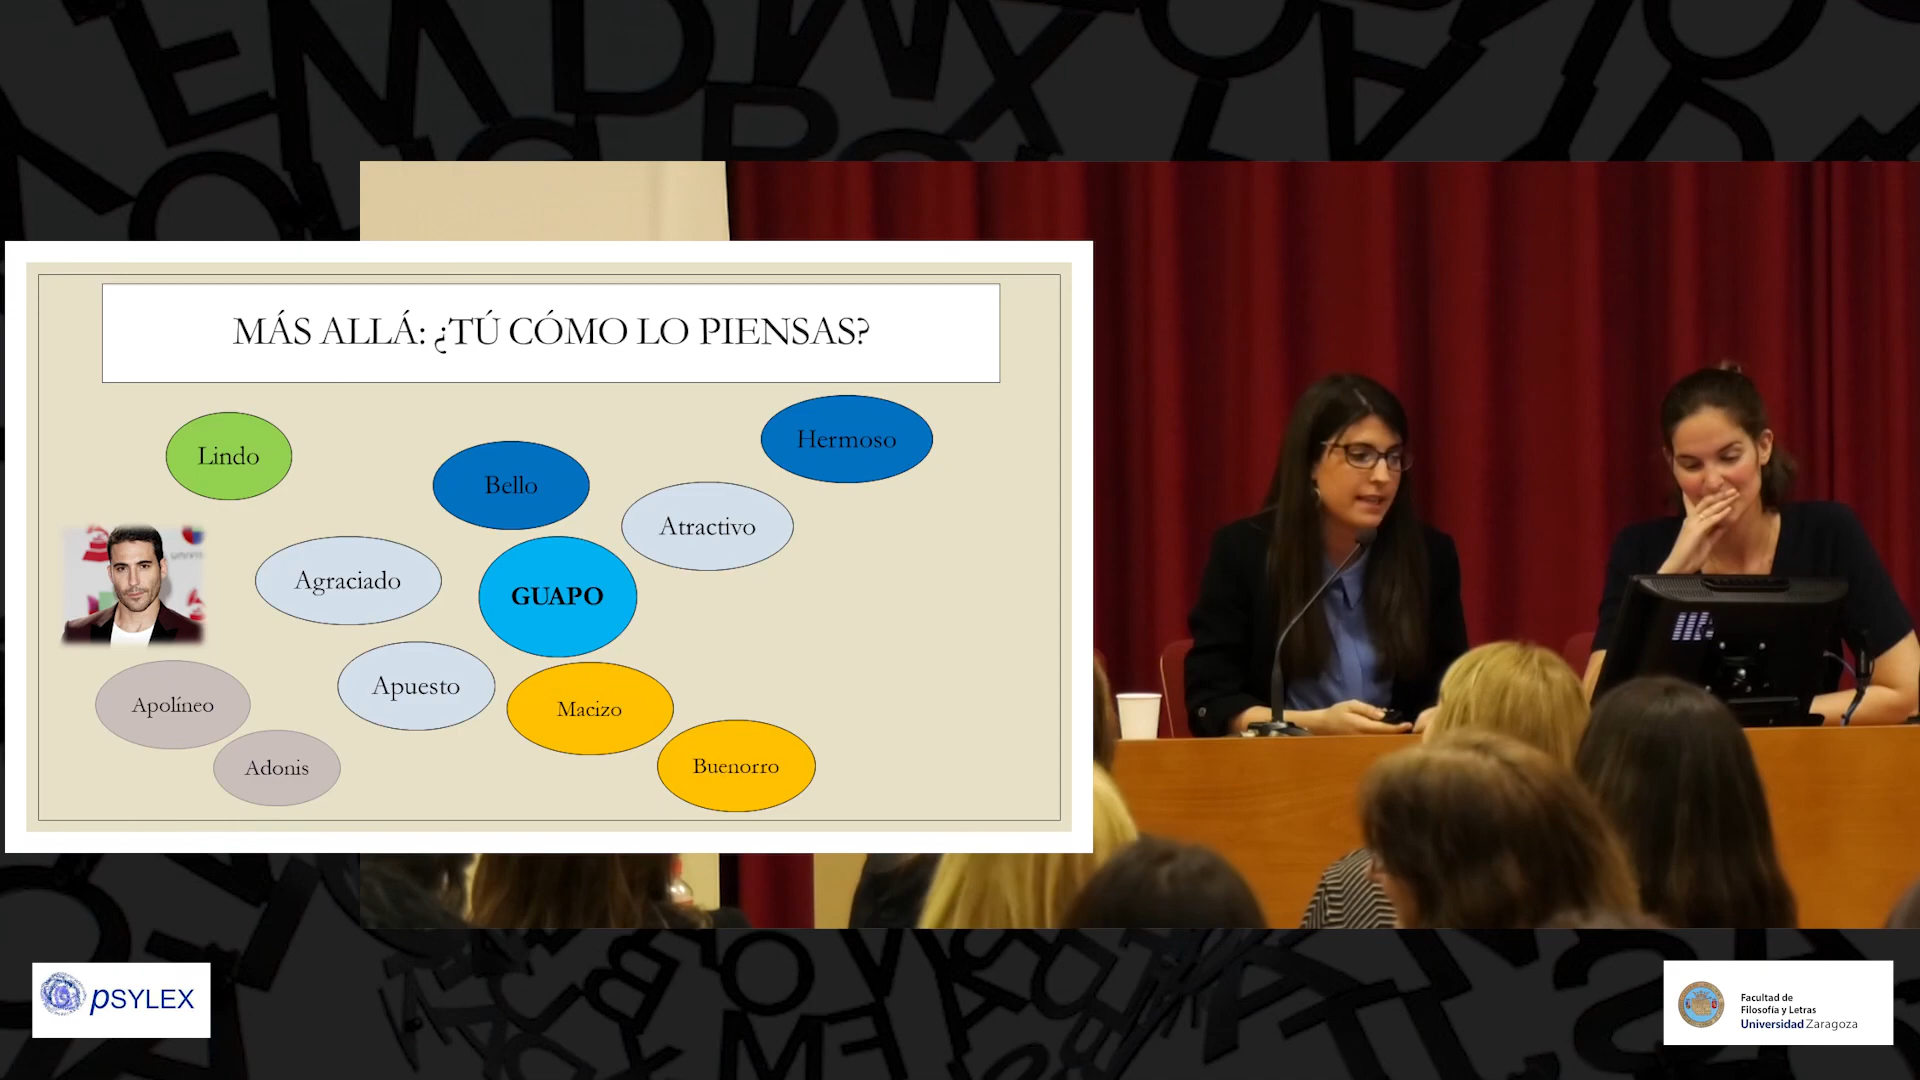 MÁS ALLÁ: ¿TÚ CÓMO LO PIENSAS?
Lindo
Hermoso
Bello
Atractivo
Agraciado
GUAPO
Apuesto
Apolíneo
Macizo
Adonis
Buenorro
pSYLEX
Facultad de
Filosofía y Letras
Universidad Zaragoza